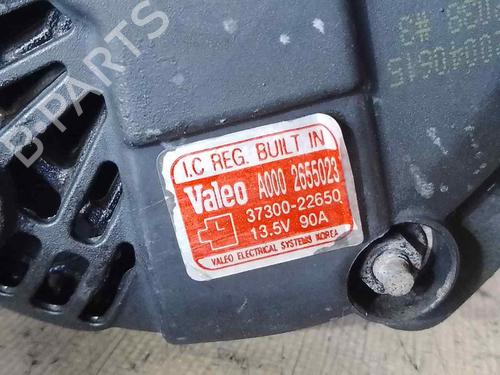 B-PARTS
I.C REG. BUILT IN
Valeo A000 2655023
37300-22650
13.5V 90A
VALEO ELECTRICAL SYSTEMS KOREA